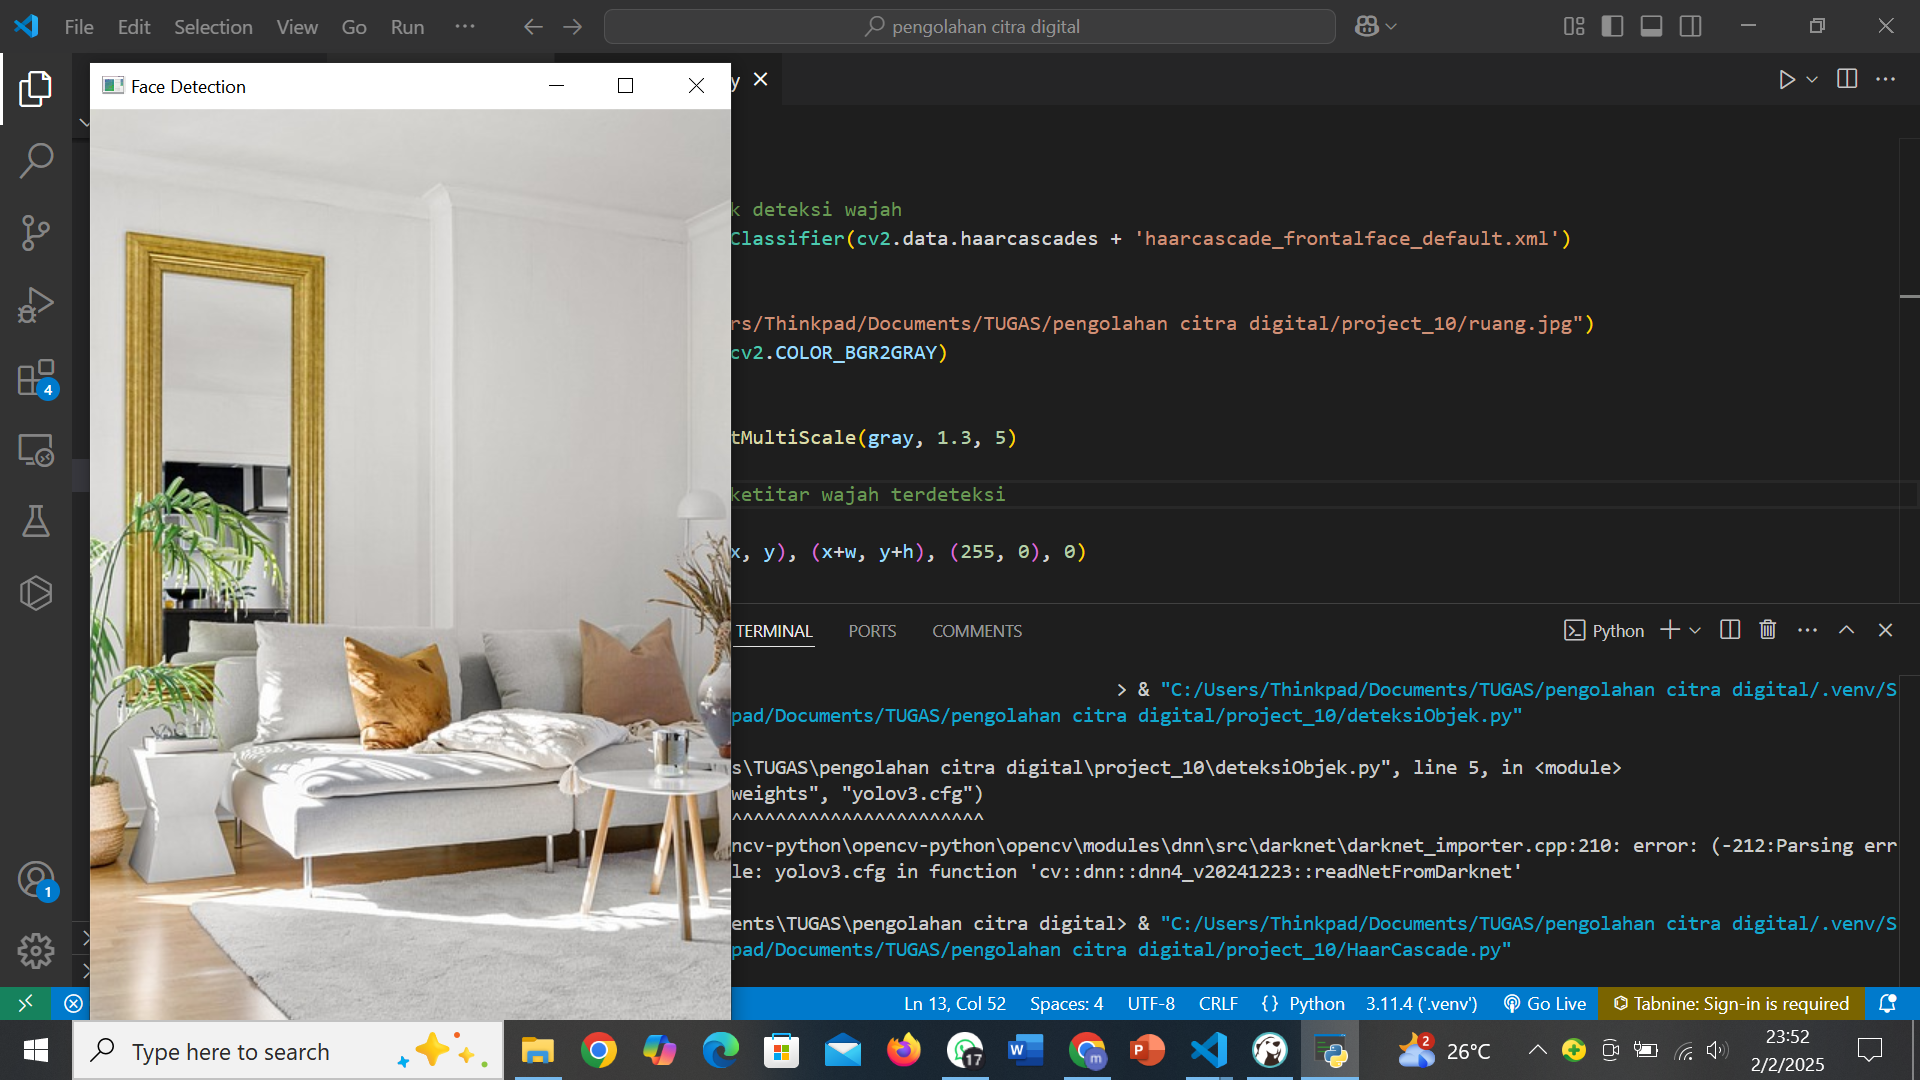 File Edit Selection View Go Run ···
pengolahan citra digital
Face Detection
y
k deteksi wajah
Classifier(cv2.data.haarcascades + 'haarcascade_frontalface_default.xml')
rs/Thinkpad/Documents/TUGAS/pengolahan citra digital/project_10/ruang.jpg")
cv2.COLOR_BGR2GRAY)
tMultiScale(gray, 1.3, 5)
ketitar wajah terdeteksi
x, y), (x+w, y+h), (255, 0), 0)
TERMINAL PORTS COMMENTS
Python
> & "C:/Users/Thinkpad/Documents/TUGAS/pengolahan citra digital/.venv/S
pad/Documents/TUGAS/pengolahan citra digital/project_10/deteksiObjek.py"
s\TUGAS\pengolahan citra digital\project_10\deteksiObjek.py", line 5, in <module>
weights", "yolov3.cfg")
^^^^^^^^^^^^^^^^^^^^^^^
ncv-python\opencv-python\opencv\modules\dnn\src\darknet\darknet_importer.cpp:210: error: (-212:Parsing err
le: yolov3.cfg in function 'cv::dnn::dnn4_v20241223::readNetFromDarknet'
ents\TUGAS\pengolahan citra digital> & "C:/Users/Thinkpad/Documents/TUGAS/pengolahan citra digital/.venv/S
pad/Documents/TUGAS/pengolahan citra digital/project_10/HaarCascade.py"
4
1
Ln 13, Col 52 Spaces: 4 UTF-8 CRLF {} Python 3.11.4 ('.venv') Go Live Tabnine: Sign-in is required
Type here to search
17
W
m
P
2
26°C
23:52
2/2/2025